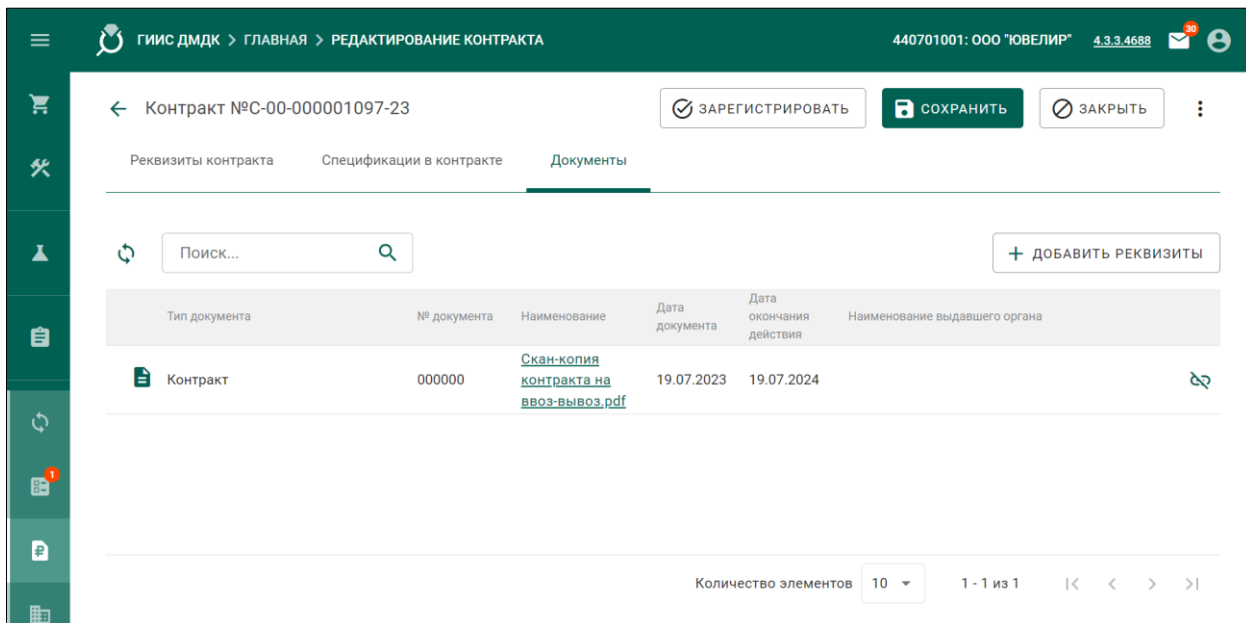 ГИИС ДМДК > ГЛАВНАЯ > РЕДАКТИРОВАНИЕ КОНТРАКТА
440701001: ООО "ЮВЕЛИР" 4.3.3.4688 30
Контракт №С-00-000001097-23
ЗАРЕГИСТРИРОВАТЬ СОХРАНИТЬ ЗАКРЫТЬ
Реквизиты контракта Спецификации в контракте Документы
Поиск...
+ ДОБАВИТЬ РЕКВИЗИТЫ
Тип документа № документа Наименование Дата документа Дата окончания действия Наименование выдавшего органа
Контракт 000000 Скан-копия контракта на ввоз-вывоз.pdf 19.07.2023 19.07.2024
1
Количество элементов 10 1 - 1 из 1